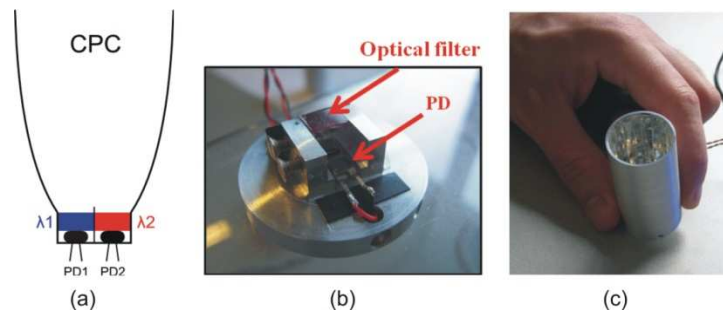 CPC
λ1
λ2
PD1 PD2
(a)
Optical filter
PD
(b)
(c)